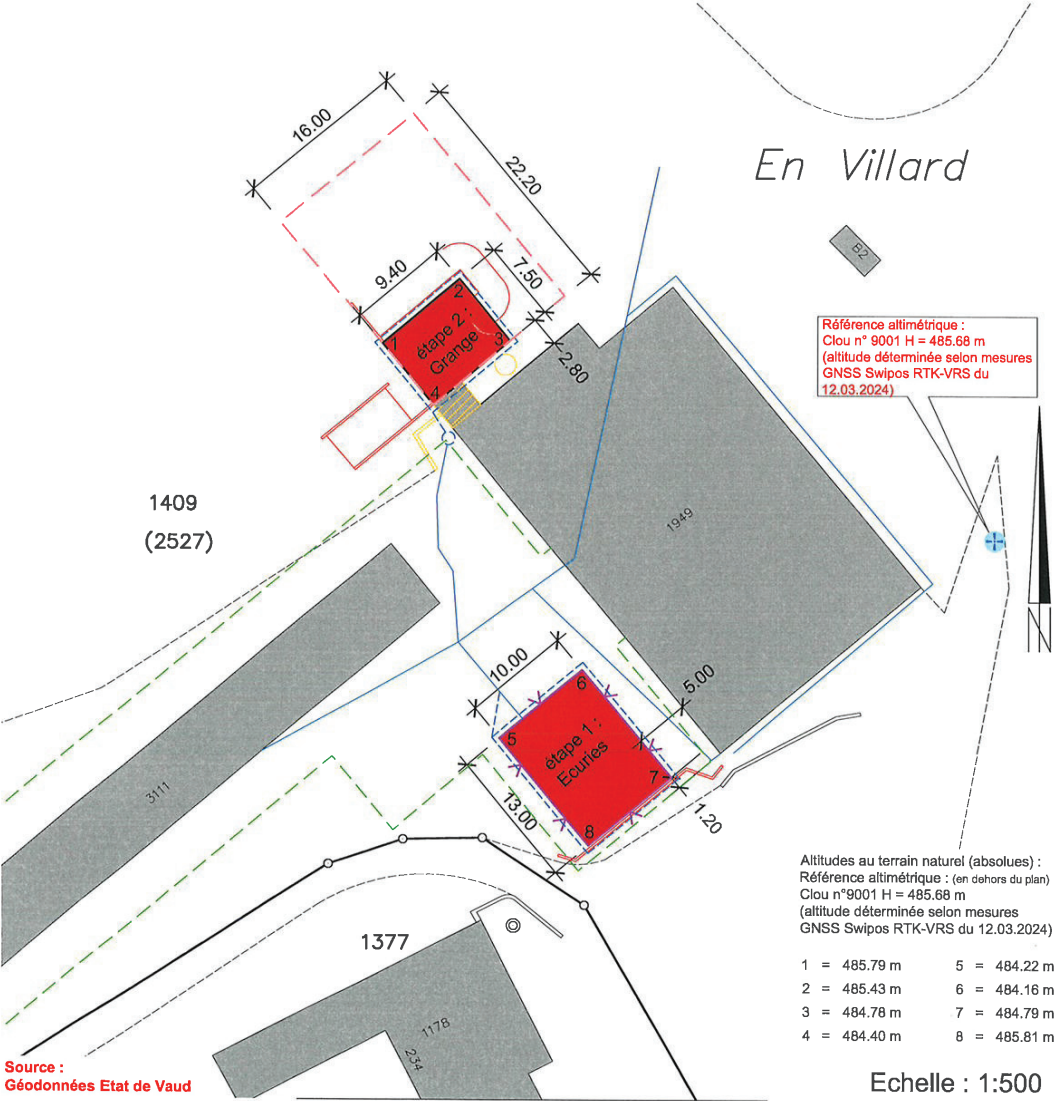 16.00
22.20
En Villard
B2
9.40
7.50
2
étape 2 :
Grange
1
3
4
2.80
Référence altimétrique :
Clou n° 9001 H = 485.68 m
(altitude déterminée selon mesures
GNSS Swipos RTK-VRS du
12.03.2024)
1409
(2527)
1949
N
10.00
5.00
6
5
étape 1 :
Ecuries
7
8
3111
13.00
1.20
Altitudes au terrain naturel (absolues) :
Référence altimétrique : (en dehors du plan)
Clou n°9001 H = 485.68 m
(altitude déterminée selon mesures
GNSS Swipos RTK-VRS du 12.03.2024)
1377
1 = 485.79 m 5 = 484.22 m
2 = 485.43 m 6 = 484.16 m
3 = 484.78 m 7 = 484.79 m
4 = 484.40 m 8 = 485.81 m
1178
234
Source :
Géodonnées Etat de Vaud
Echelle : 1:500